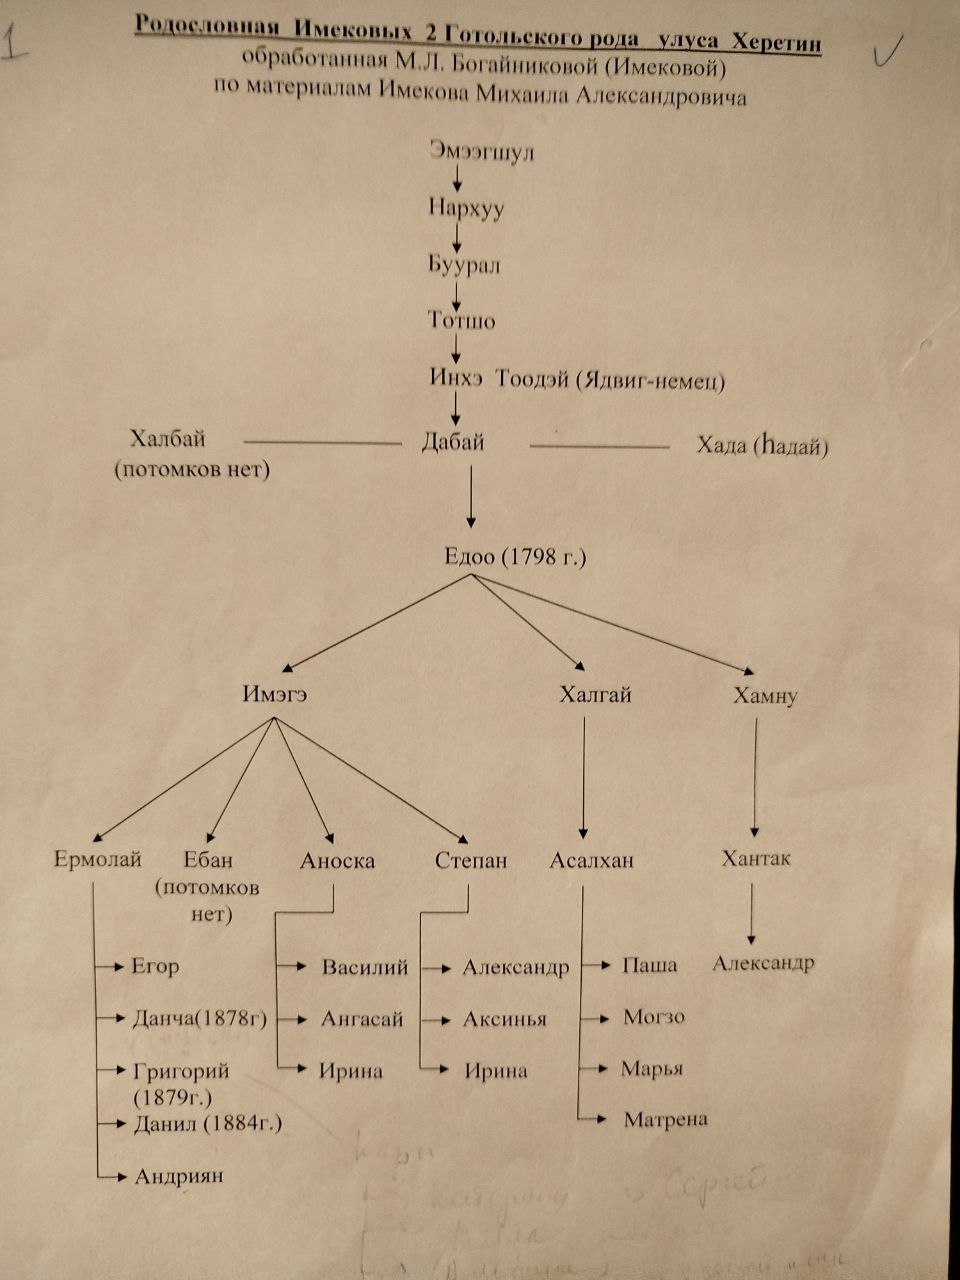 1
Родословная Имековых 2 Готольского рода улуса Херетин
обработанная М.Л. Богайниковой (Имековой)
по материалам Имекова Михаила Александровича
Эмээгшул
Нархуу
Буурал
Тотшо
Инхэ Тоодэй (Ядвиг-немец)
Халбай
(потомков нет)
Дабай
Хада (Һадай)
Едоо (1798 г.)
Имэгэ
Халгай
Хамну
Ермолай
Ебан
(потомков
нет)
Аноска
Степан
Асалхан
Хантак
Егор
Данча(1878г)
Григорий
(1879г.)
Данил (1884г.)
Андриян
Василий
Ангасай
Ирина
Александр
Аксинья
Ирина
Паша
Могзо
Марья
Матрена
Александр
Сергей